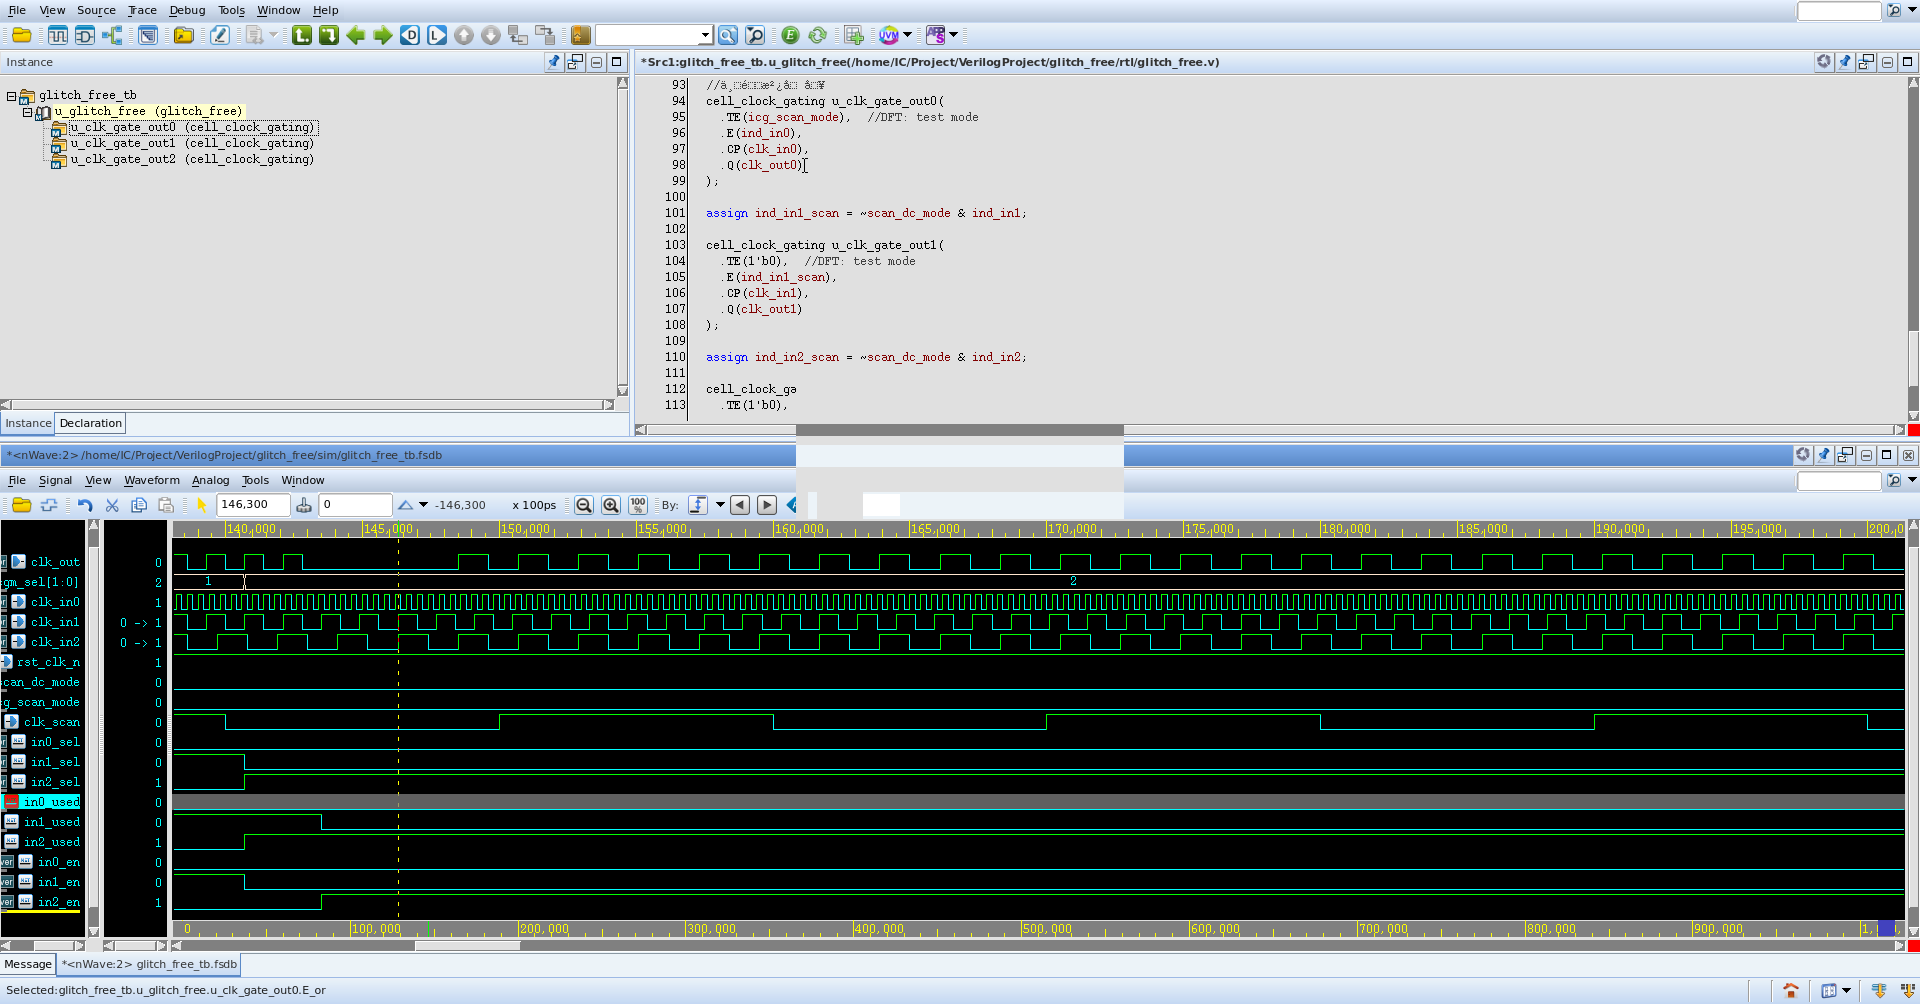 File View Source Trace Debug Tools Window Help
Instance
*Src1:glitch_free_tb.u_glitch_free(/home/IC/Project/VerilogProject/glitch_free/rtl/glitch_free.v)
glitch_free_tb
u_glitch_free (glitch_free)
u_clk_gate_out0 (cell_clock_gating)
u_clk_gate_out1 (cell_clock_gating)
u_clk_gate_out2 (cell_clock_gating)
93
94 cell_clock_gating u_clk_gate_out0(
95 .TE(icg_scan_mode), //DFT: test mode
96 .E(ind_in0),
97 .CP(clk_in0),
98 .Q(clk_out0)
99 );
100
101 assign ind_in1_scan = ~scan_dc_mode & ind_in1;
102
103 cell_clock_gating u_clk_gate_out1(
104 .TE(1'b0), //DFT: test mode
105 .E(ind_in1_scan),
106 .CP(clk_in1),
107 .Q(clk_out1)
108 );
109
110 assign ind_in2_scan = ~scan_dc_mode & ind_in2;
111
112 cell_clock_ga
113 .TE(1'b0),
Instance Declaration
*<nWave:2> /home/IC/Project/VerilogProject/glitch_free/sim/glitch_free_tb.fsdb
File Signal View Waveform Analog Tools Window
146,300 0 -146,300 x 100ps 100% By:
140,000 145,000 150,000 155,000 160,000 165,000 170,000 175,000 180,000 185,000 190,000 195,000 200,0
clk_out 0
gm_sel[1:0] 2 1 2
clk_in0 1
clk_in1 0 -> 1
clk_in2 0 -> 1
rst_clk_n 1
scan_dc_mode 0
cg_scan_mode 0
clk_scan 0
in0_sel 0
in1_sel 0
in2_sel 1
in0_used 0
in1_used 0
in2_used 1
in0_en 0
in1_en 0
in2_en 1
0 100,000 200,000 300,000 400,000 500,000 600,000 700,000 800,000 900,000
Message *<nWave:2> glitch_free_tb.fsdb
Selected:glitch_free_tb.u_glitch_free.u_clk_gate_out0.E_or